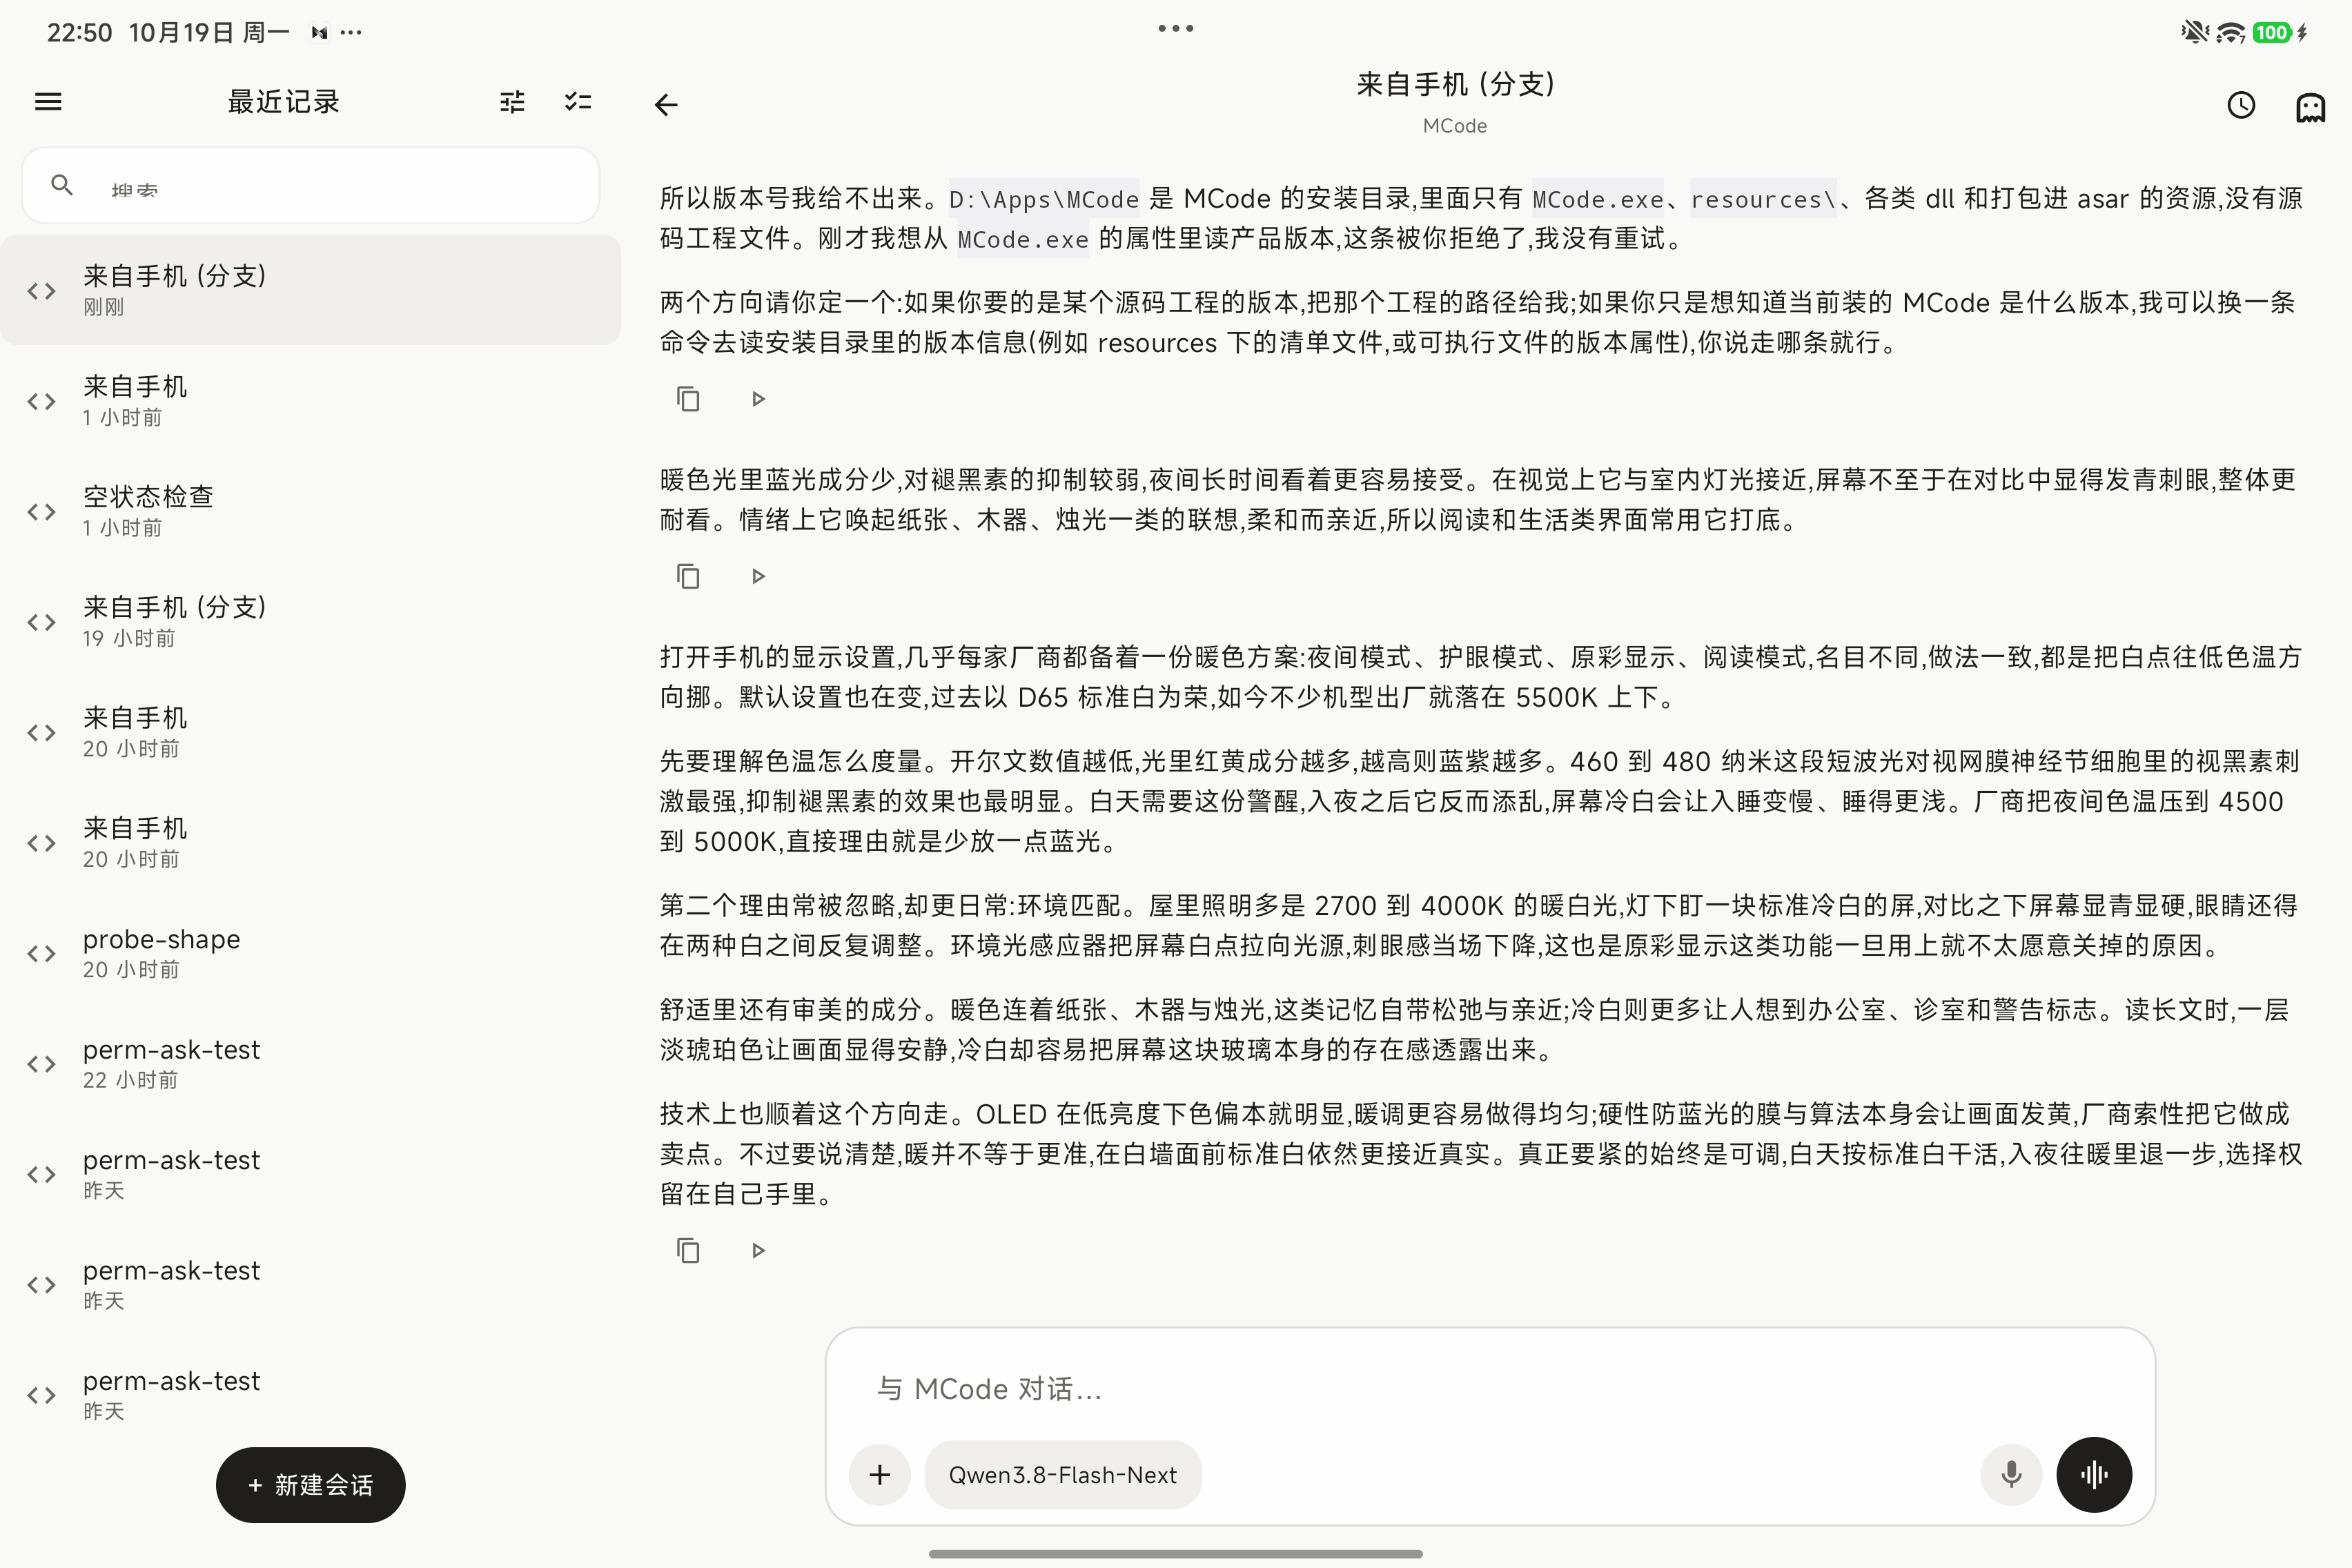 22:50 10月19日 周一
100
最近记录
搜索
来自手机 (分支)
刚刚
来自手机
1 小时前
空状态检查
1 小时前
来自手机 (分支)
19 小时前
来自手机
20 小时前
来自手机
20 小时前
probe-shape
20 小时前
perm-ask-test
22 小时前
perm-ask-test
昨天
perm-ask-test
昨天
perm-ask-test
昨天
+ 新建会话
来自手机 (分支)
MCode
所以版本号我给不出来。D:\Apps\MCode 是 MCode 的安装目录,里面只有 MCode.exe、resources\、各类 dll 和打包进 asar 的资源,没有源
码工程文件。刚才我想从 MCode.exe 的属性里读产品版本,这条被你拒绝了,我没有重试。
两个方向请你定一个:如果你要的是某个源码工程的版本,把那个工程的路径给我;如果你只是想知道当前装的 MCode 是什么版本,我可以换一条
命令去读安装目录里的版本信息(例如 resources 下的清单文件,或可执行文件的版本属性),你说走哪条就行。
暖色光里蓝光成分少,对褪黑素的抑制较弱,夜间长时间看着更容易接受。在视觉上它与室内灯光接近,屏幕不至于在对比中显得发青刺眼,整体更
耐看。情绪上它唤起纸张、木器、烛光一类的联想,柔和而亲近,所以阅读和生活类界面常用它打底。
打开手机的显示设置,几乎每家厂商都备着一份暖色方案:夜间模式、护眼模式、原彩显示、阅读模式,名目不同,做法一致,都是把白点往低色温方
向挪。默认设置也在变,过去以 D65 标准白为荣,如今不少机型出厂就落在 5500K 上下。
先要理解色温怎么度量。开尔文数值越低,光里红黄成分越多,越高则蓝紫越多。460 到 480 纳米这段短波光对视网膜神经节细胞里的视黑素刺
激最强,抑制褪黑素的效果也最明显。白天需要这份警醒,入夜之后它反而添乱,屏幕冷白会让入睡变慢、睡得更浅。厂商把夜间色温压到 4500
到 5000K,直接理由就是少放一点蓝光。
第二个理由常被忽略,却更日常:环境匹配。屋里照明多是 2700 到 4000K 的暖白光,灯下盯一块标准冷白的屏,对比之下屏幕显青显硬,眼睛还得
在两种白之间反复调整。环境光感应器把屏幕白点拉向光源,刺眼感当场下降,这也是原彩显示这类功能一旦用上就不太愿意关掉的原因。
舒适里还有审美的成分。暖色连着纸张、木器与烛光,这类记忆自带松弛与亲近;冷白则更多让人想到办公室、诊室和警告标志。读长文时,一层
淡琥珀色让画面显得安静,冷白却容易把屏幕这块玻璃本身的存在感透露出来。
技术上也顺着这个方向走。OLED 在低亮度下色偏本就明显,暖调更容易做得均匀;硬性防蓝光的膜与算法本身会让画面发黄,厂商索性把它做成
卖点。不过要说清楚,暖并不等于更准,在白墙面前标准白依然更接近真实。真正要紧的始终是可调,白天按标准白干活,入夜往暖里退一步,选择权
留在自己手里。
与 MCode 对话...
Qwen3.8-Flash-Next